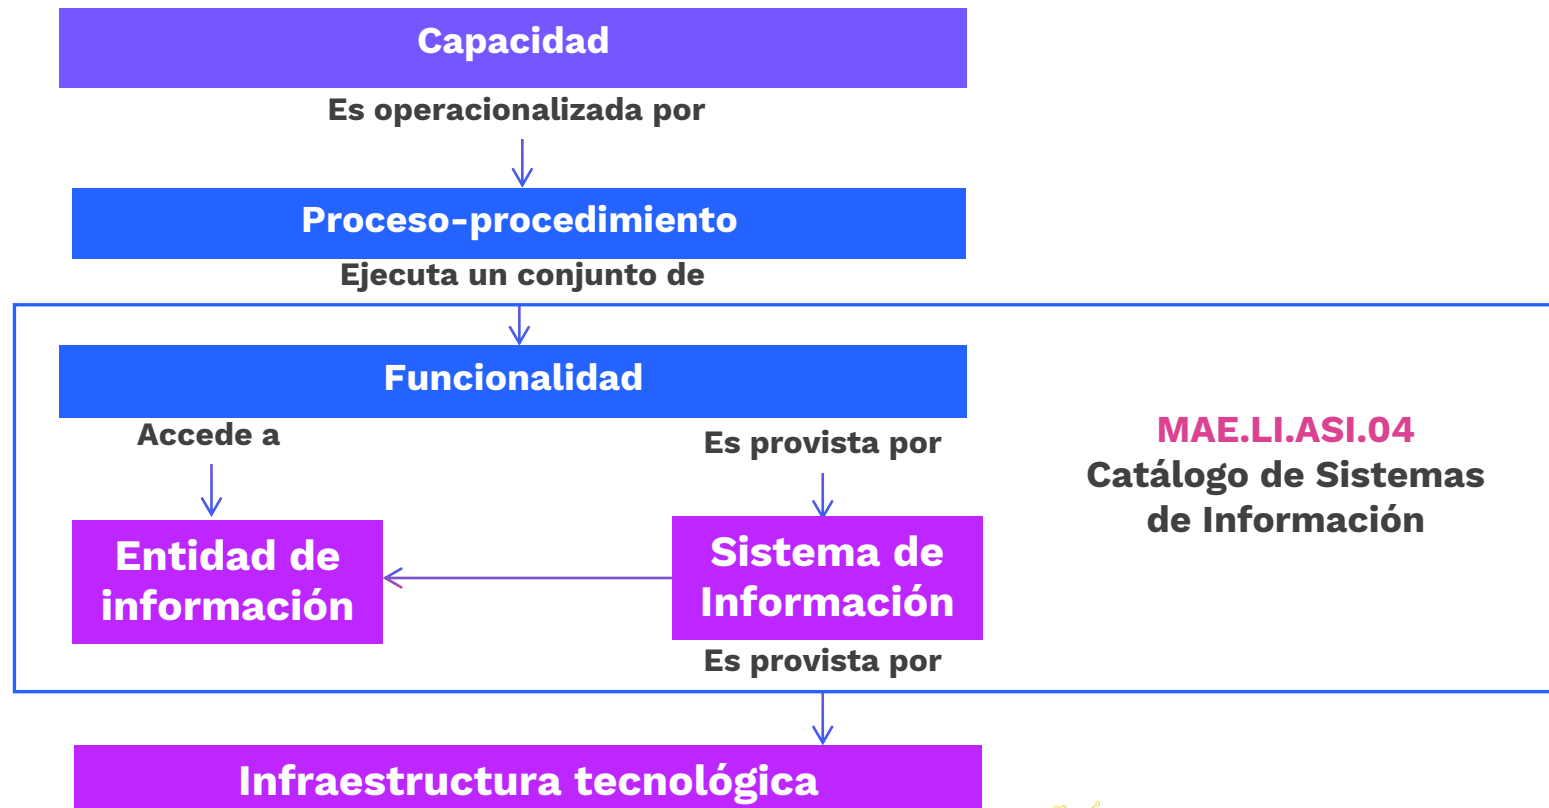 Capacidad
Es operacionalizada por
Proceso-procedimiento
Ejecuta un conjunto de
Funcionalidad
Accede a
Es provista por
MAE.LI.ASI.04
Catálogo de Sistemas
de Información
Entidad de
información
Sistema de
Información
Es provista por
Infraestructura tecnológica